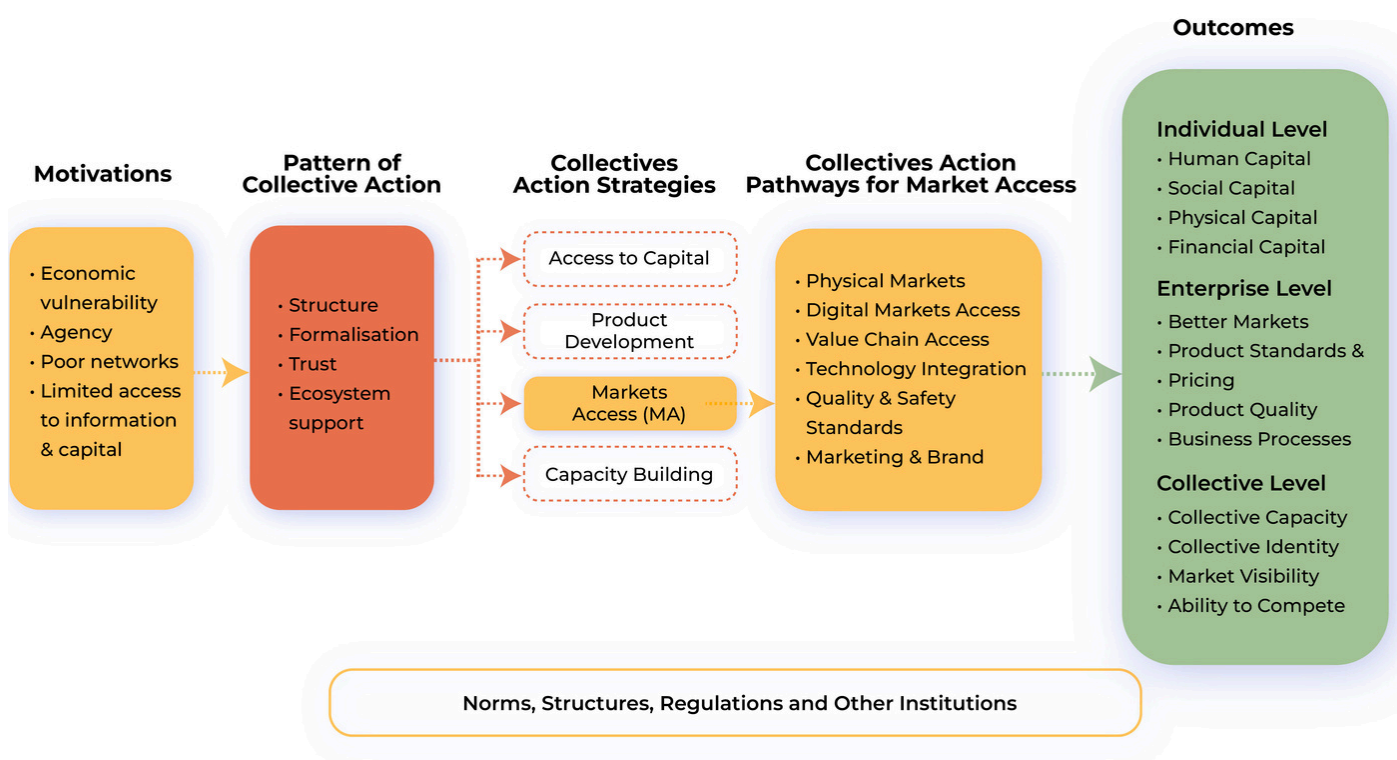 Motivations
• Economic
vulnerability
• Agency
• Poor networks
• Limited access
to information
& capital
Pattern of
Collective Action
• Structure
• Formalisation
• Trust
• Ecosystem
support
Collectives
Action Strategies
Access to Capital
Product
Development
Markets
Access (MA)
Capacity Building
Collectives Action
Pathways for Market Access
• Physical Markets
• Digital Markets Access
• Value Chain Access
• Technology Integration
• Quality & Safety
Standards
• Marketing & Brand
Outcomes
Individual Level
• Human Capital
• Social Capital
• Physical Capital
• Financial Capital
Enterprise Level
• Better Markets
• Product Standards &
• Pricing
• Product Quality
• Business Processes
Collective Level
• Collective Capacity
• Collective Identity
• Market Visibility
• Ability to Compete
Norms, Structures, Regulations and Other Institutions